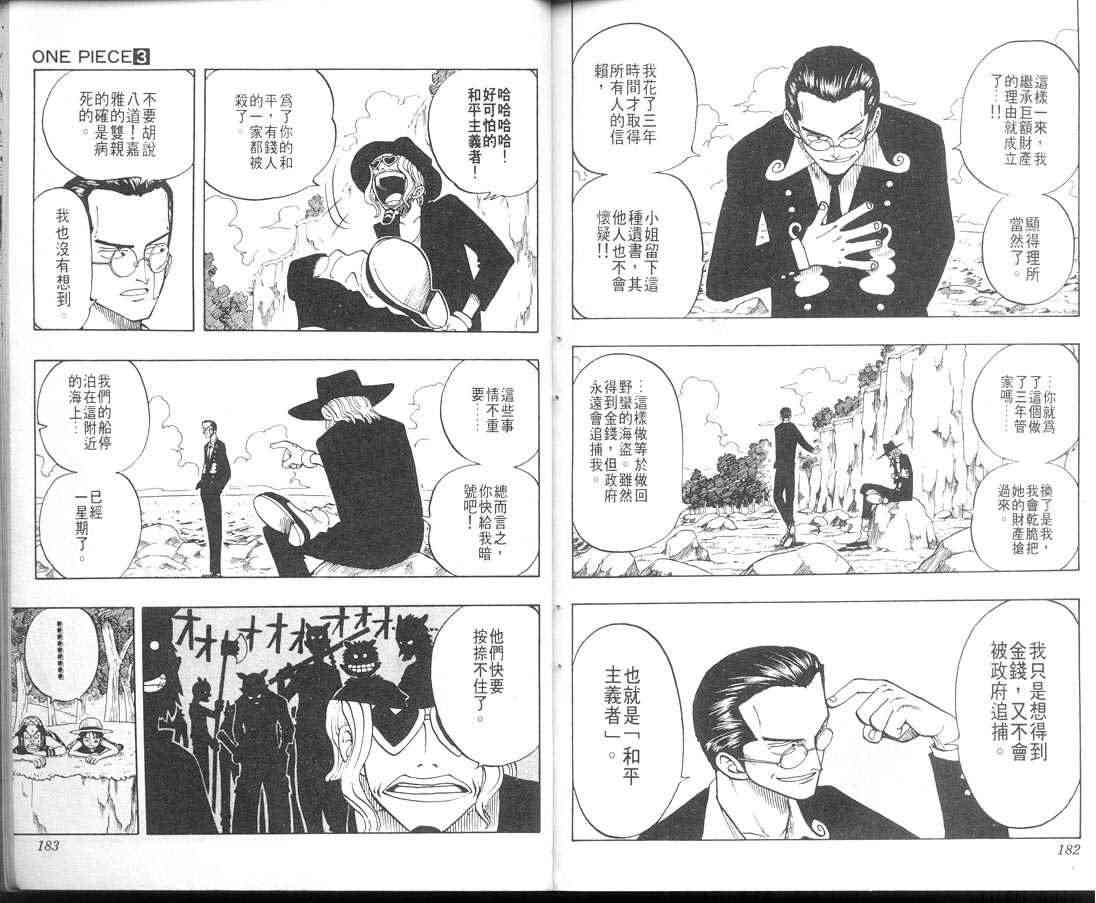 這樣一來，我
繼承巨額財產
的理由就成立
了…!!
顯得理所
當然了。
我花了三年
時間才取得
所有人的信
賴，
小姐留下這
種遺書，其
他人也不會
懷疑!!
…你就爲
了這個做
了三年管
家嗎……
換了是我，
我會乾脆把
她的財產搶
過來。
…這樣做等於做回
野蠻的海盜。雖然
得到金錢，但政府
永遠會追捕我。
我只是想得到
金錢，又不會
被政府追捕。
也就是「和平
主義者」。
182
ONE PIECE 3
哈哈哈哈！
好可怕的
和平主義者！
爲了你的和
平，有錢人
的一家都被
殺了。
不要胡說
八道！嘉
雅的雙親
的確是病
死的。
我也沒有想到。
這些事
情不重
要……
總而言之，
你快給我暗
號吧！
我們的船停
泊在這附近
的海上…
已經
一星期了。
他們快要
按捺不住了。
オオオオオオ
…………
183